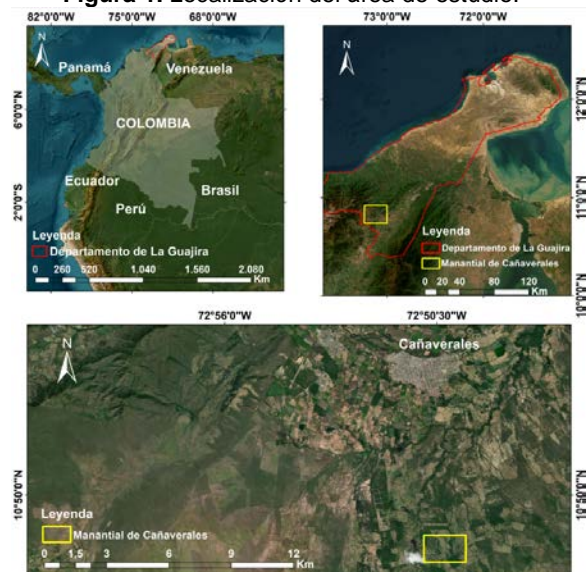 Figura 1. Localización del área de estudio.
82°0'0"W 75°0'0"W 68°0'0"W
Panamá
Venezuela
COLOMBIA
Ecuador
Perú
Brasil
6°0'0"N
2°0'0"S
Leyenda
Departamento de La Guajira
0 260 520 1.040 1.560 2.080
Km
73°0'0"W 72°0'0"W
12°0'0"N
11°0'0"N
10°0'0"N
Leyenda
Departamento de La Guajira
Manantial de Cañaverales
0 20 40 80 120
Km
72°56'0"W 72°50'30"W
Cañaverales
10°50'0"N
10°50'0"N
Leyenda
Manantial de Cañaverales
0 1,5 3 6 9 12
Km